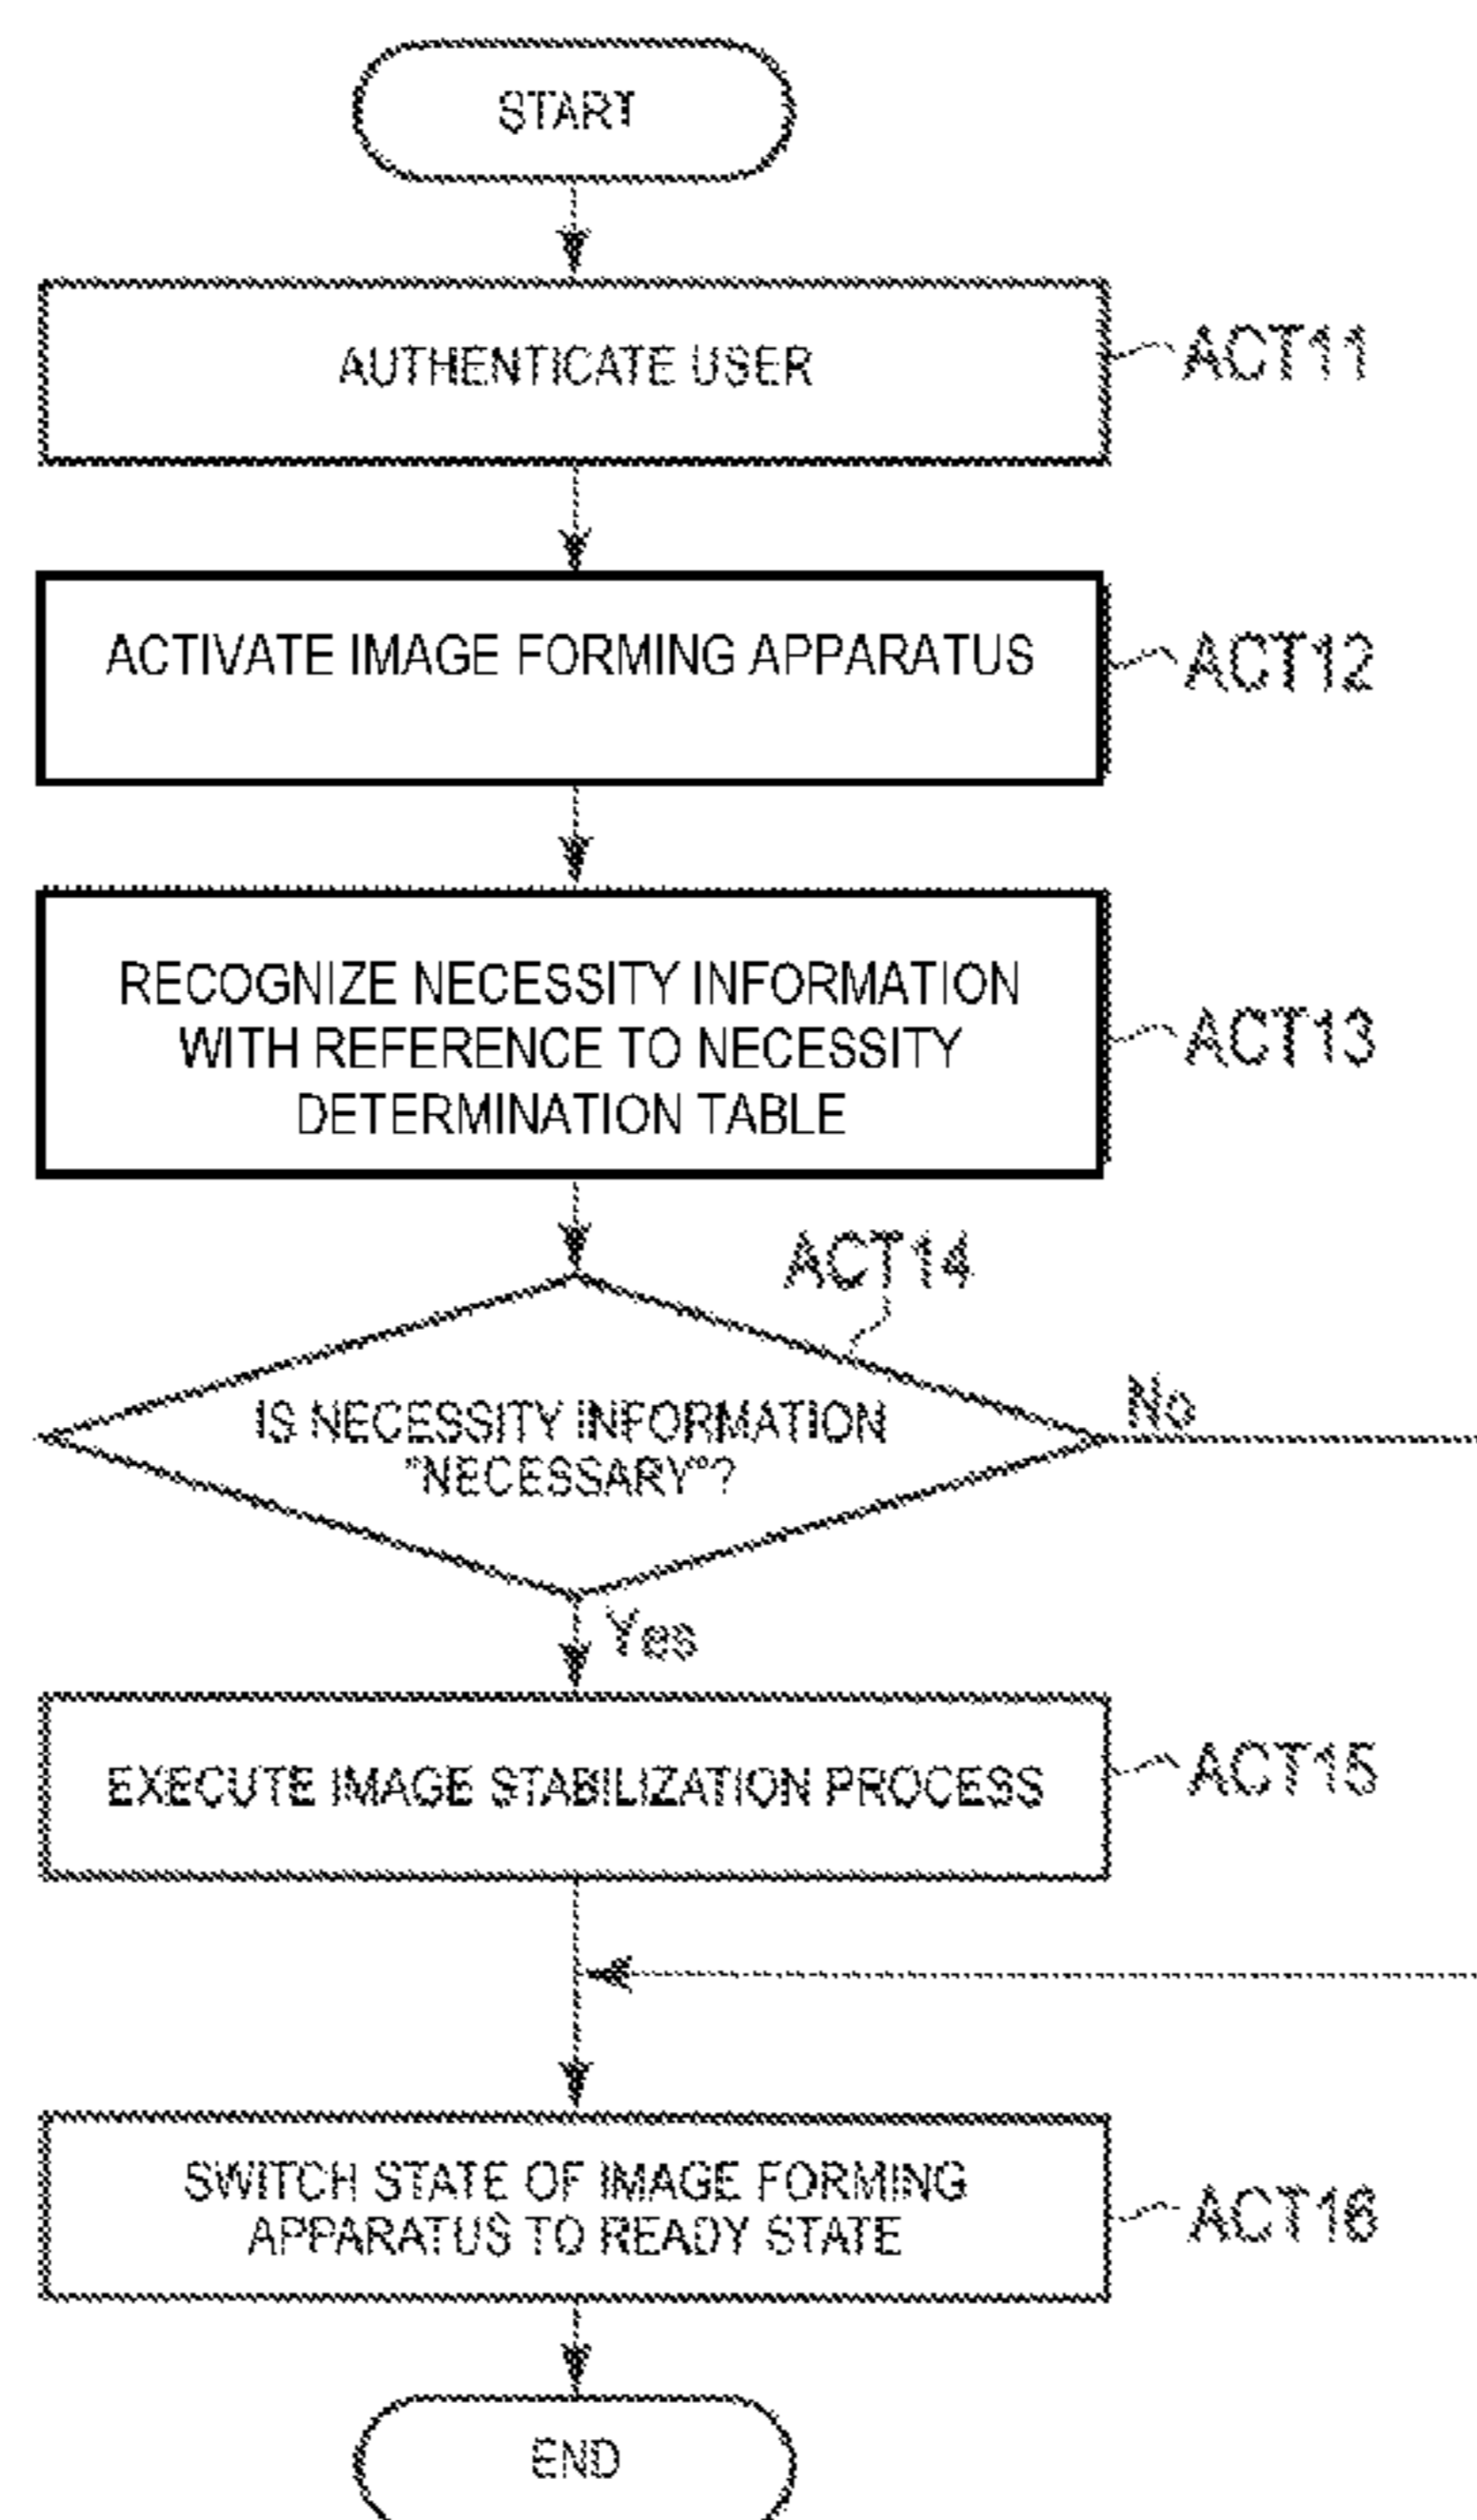 START
AUTHENTICATE USER
ACT11
ACTIVATE IMAGE FORMING APPARATUS
ACT12
RECOGNIZE NECESSITY INFORMATION
WITH REFERENCE TO NECESSITY
DETERMINATION TABLE
ACT13
ACT14
IS NECESSITY INFORMATION
"NECESSARY"?
No
Yes
EXECUTE IMAGE STABILIZATION PROCESS
ACT15
SWITCH STATE OF IMAGE FORMING
APPARATUS TO READY STATE
ACT16
END